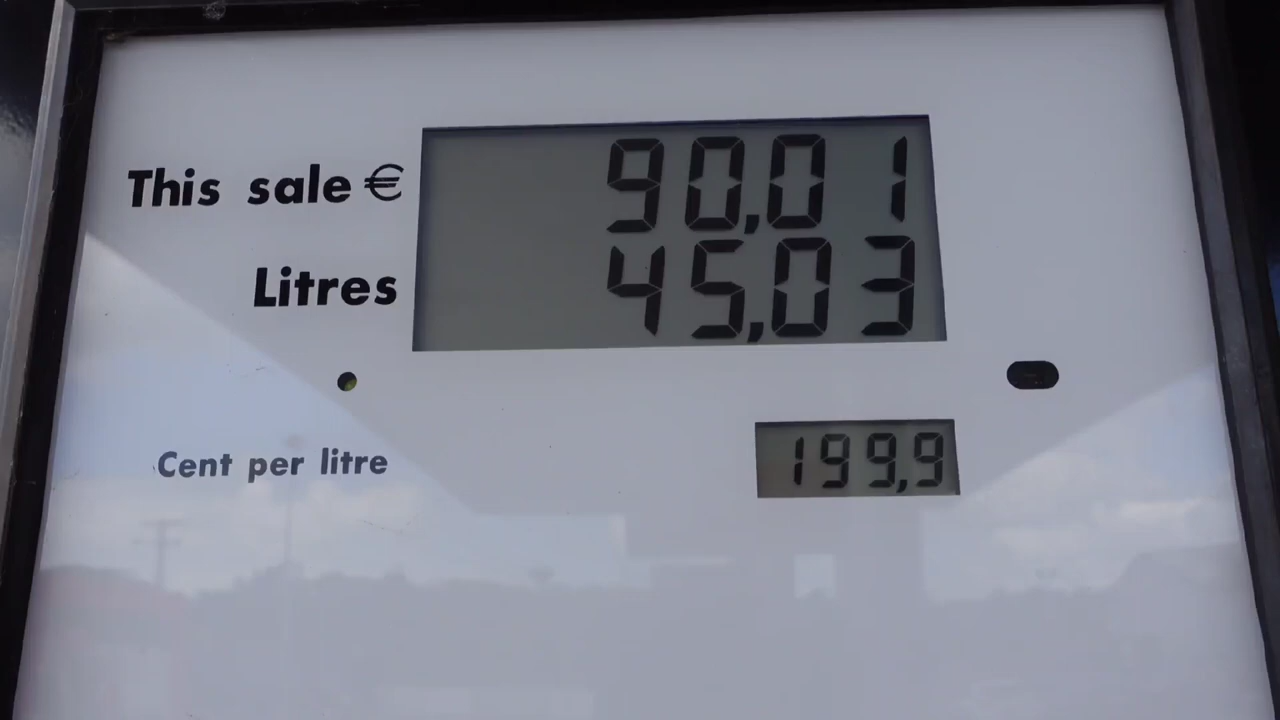 This sale € 90,01
Litres 45,03
Cent per litre 199,9